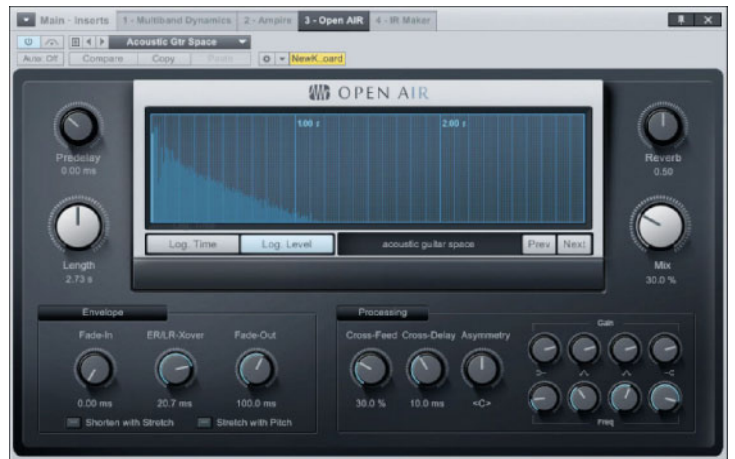 Main - Inserts 1 - Multiband Dynamics 2 - Ampire 3 - Open AIR 4 - IR Maker
Acoustic Gtr Space
Auto: Off Compare Copy Paste NewK..oard
OPEN AIR
1.00 s 2.00 s
Predelay
0.00 ms
Reverb
0.50
Length
2.73 s
Mix
30.0 %
Log. Time Log. Level acoustic guitar space Prev Next
Envelope
Fade-In ER/LR-Xover Fade-Out
0.00 ms 20.7 ms 100.0 ms
Shorten with Stretch Stretch with Pitch
Processing
Cross-Feed Cross-Delay Asymmetry
30.0 % 10.0 ms <C>
Gain
Freq